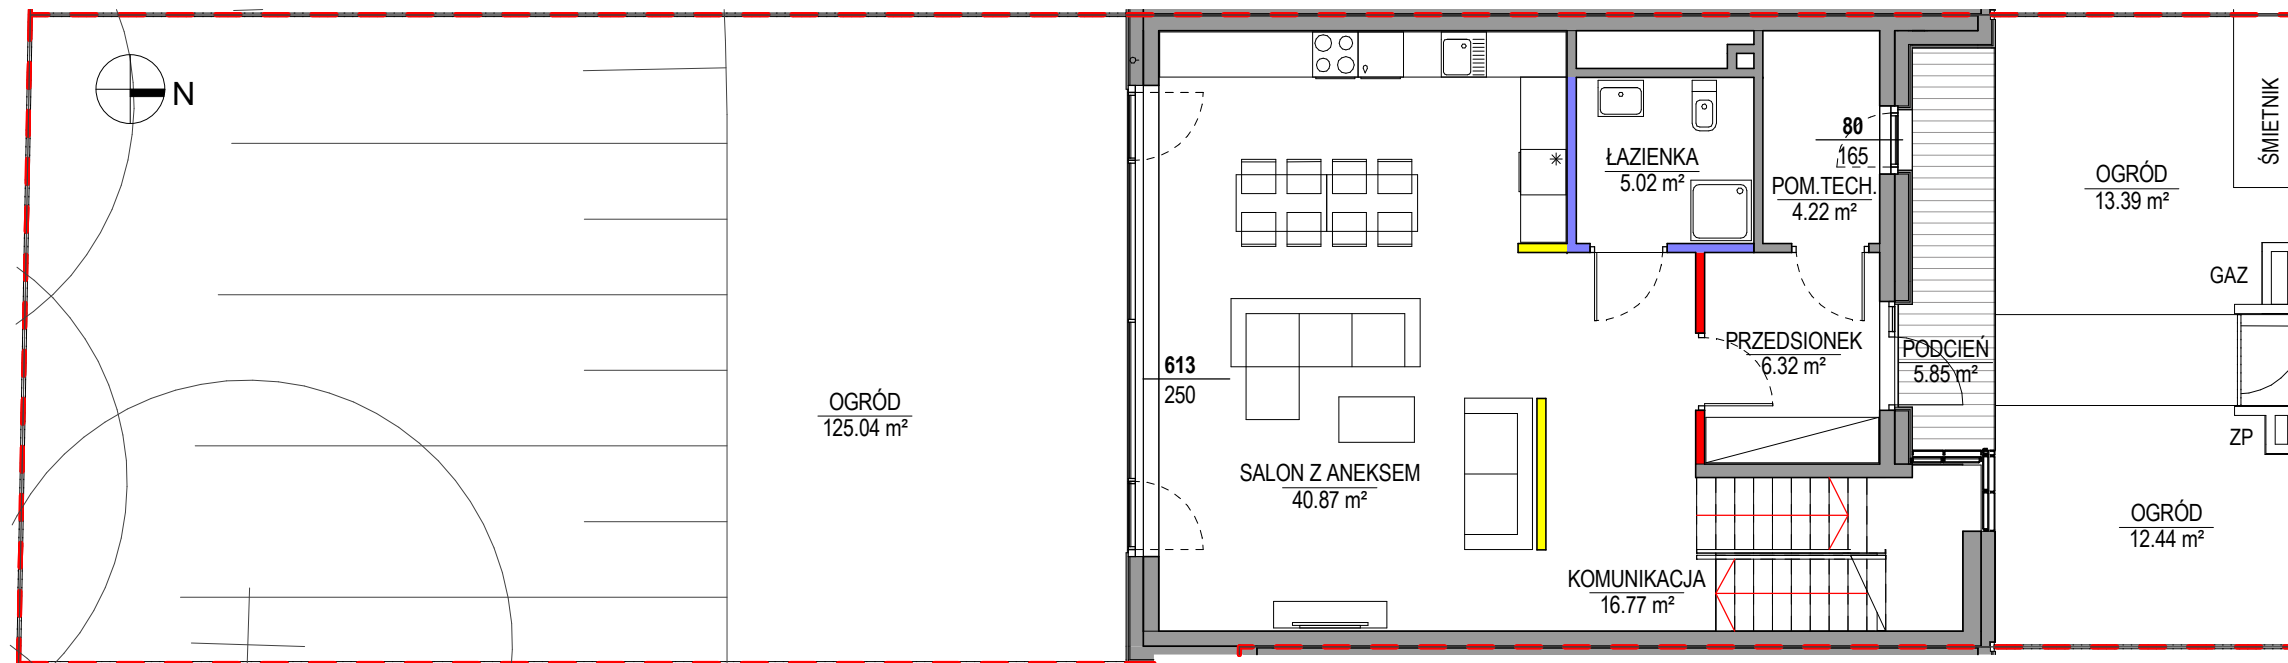 N
OGRÓD
125.04 m²
613
250
SALON Z ANEKSEM
40.87 m²
ŁAZIENKA
5.02 m²
80
165
POM.TECH.
4.22 m²
PRZEDSIONEK
6.32 m²
PODCIEŃ
5.85 m²
KOMUNIKACJA
16.77 m²
OGRÓD
13.39 m²
ŚMIETNIK
GAZ
ZP
OGRÓD
12.44 m²